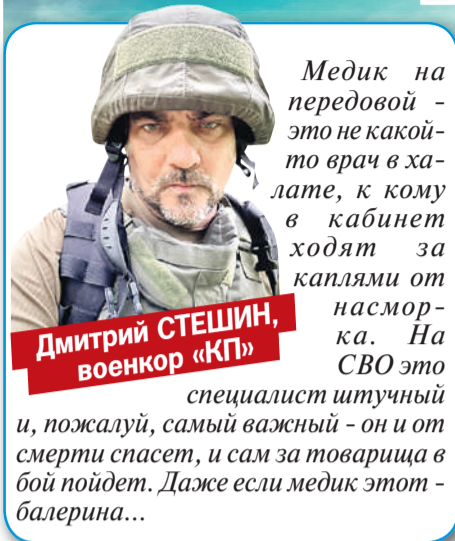 Медик на
передовой -
это не какой-
то врач в ха-
лате, к кому
в кабинет
ходят за
каплями от
насмор-
ка. На
СВО это
специалист штучный
и, пожалуй, самый важный - он и от
смерти спасет, и сам за товарища в
бой пойдет. Даже если медик этот -
балерина...
Дмитрий СТЕШИН,
военкор «КП»